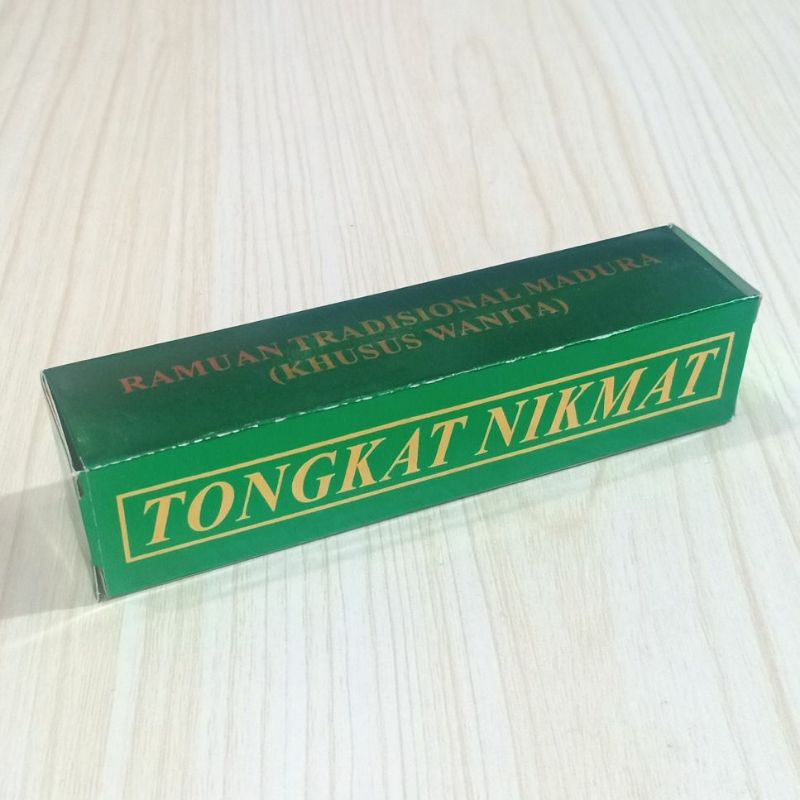 RAMUAN TRADISIONAL MADURA
(KHUSUS WANITA)
TONGKAT NIKMAT